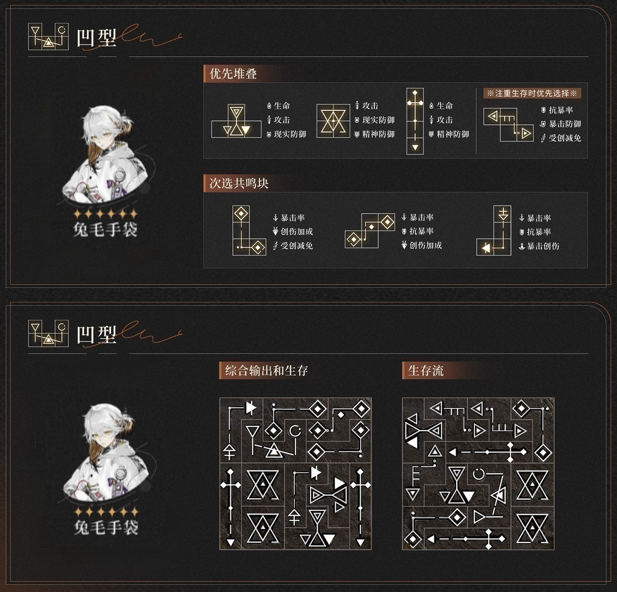 凹型
优先堆叠
生命
攻击
现实防御
攻击
现实防御
精神防御
生命
攻击
精神防御
※注重生存时优先选择※
抗暴率
暴击防御
受创减免
兔毛手袋
次选共鸣块
暴击率
创伤加成
受创减免
暴击率
抗暴率
创伤加成
暴击率
抗暴率
暴击创伤
凹型
综合输出和生存
生存流
兔毛手袋